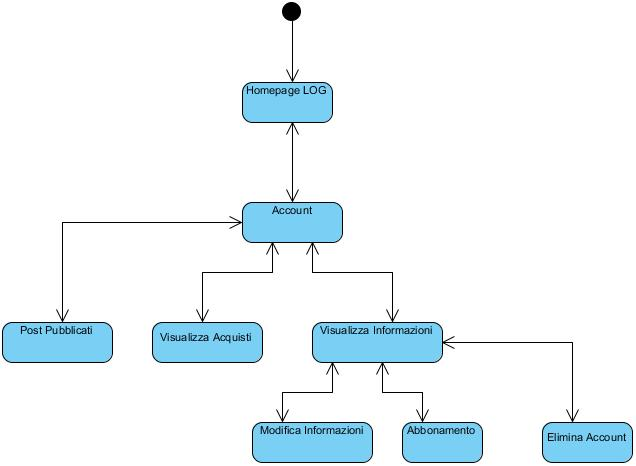 Homepage LOG
Account
Post Pubblicati
Visualizza Acquisti
Visualizza Informazioni
Modifica Informazioni
Abbonamento
Elimina Account